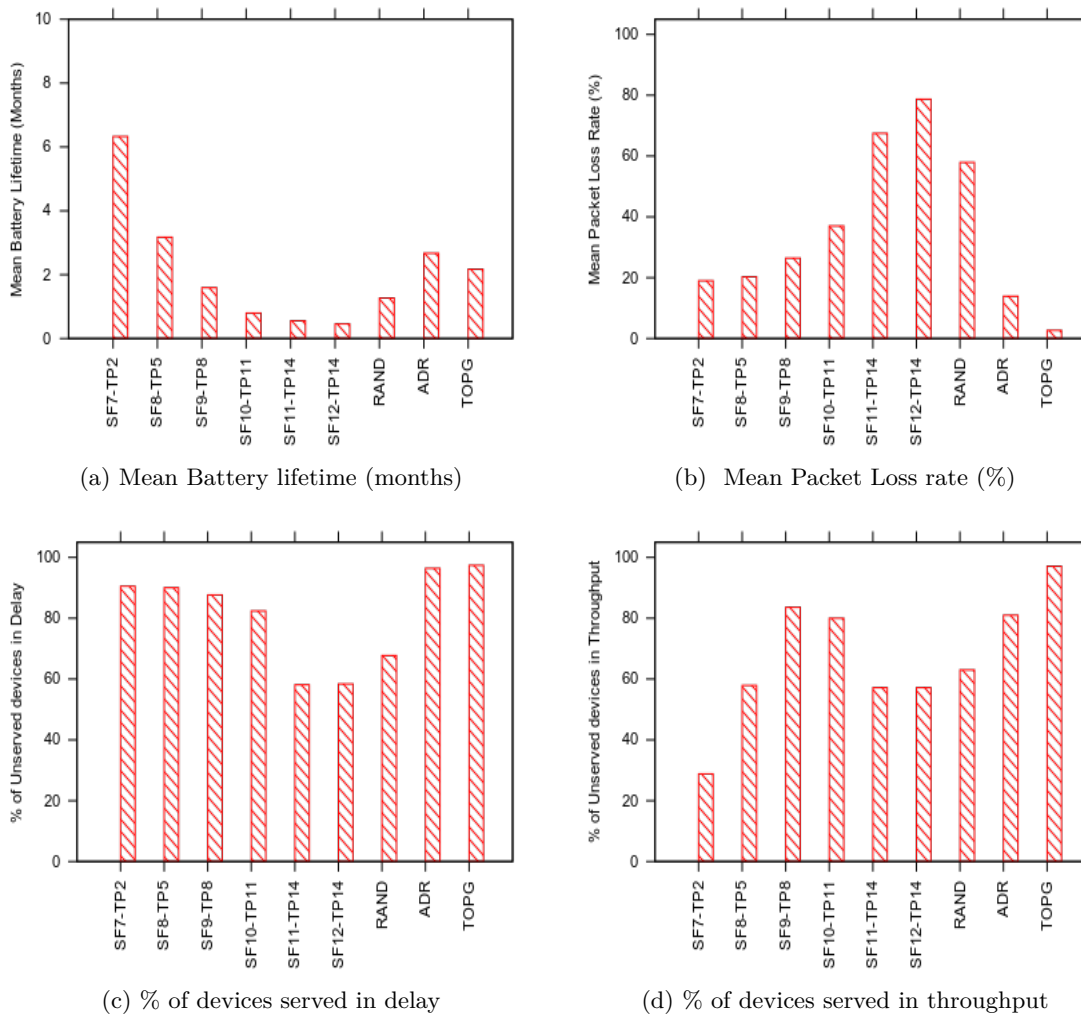 Mean Battery Lifetime (Months)
10
8
6
4
2
0
SF7-TP2
SF8-TP5
SF9-TP8
SF10-TP11
SF11-TP14
SF12-TP14
RAND
ADR
TOPG
(a) Mean Battery lifetime (months)
Mean Packet Loss Rate (%)
100
80
60
40
20
0
SF7-TP2
SF8-TP5
SF9-TP8
SF10-TP11
SF11-TP14
SF12-TP14
RAND
ADR
TOPG
(b) Mean Packet Loss rate (%)
% of Unserved devices in Delay
100
80
60
40
20
0
SF7-TP2
SF8-TP5
SF9-TP8
SF10-TP11
SF11-TP14
SF12-TP14
RAND
ADR
TOPG
(c) % of devices served in delay
% of Unserved devices in Throughput
100
80
60
40
20
0
SF7-TP2
SF8-TP5
SF9-TP8
SF10-TP11
SF11-TP14
SF12-TP14
RAND
ADR
TOPG
(d) % of devices served in throughput